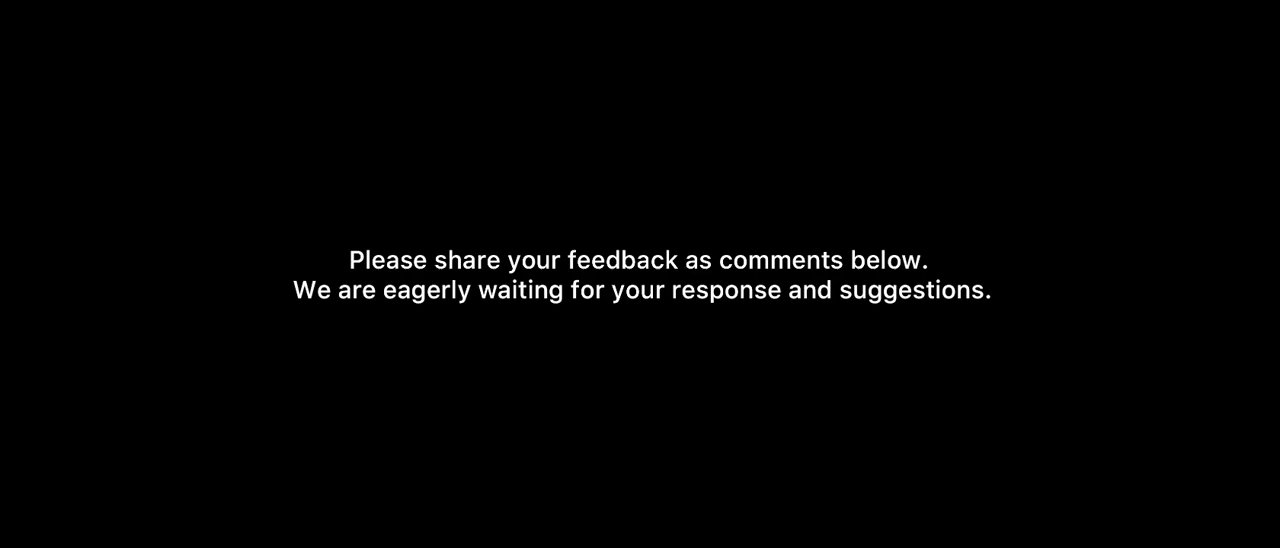 Please share your feedback as comments below.
We are eagerly waiting for your response and suggestions.